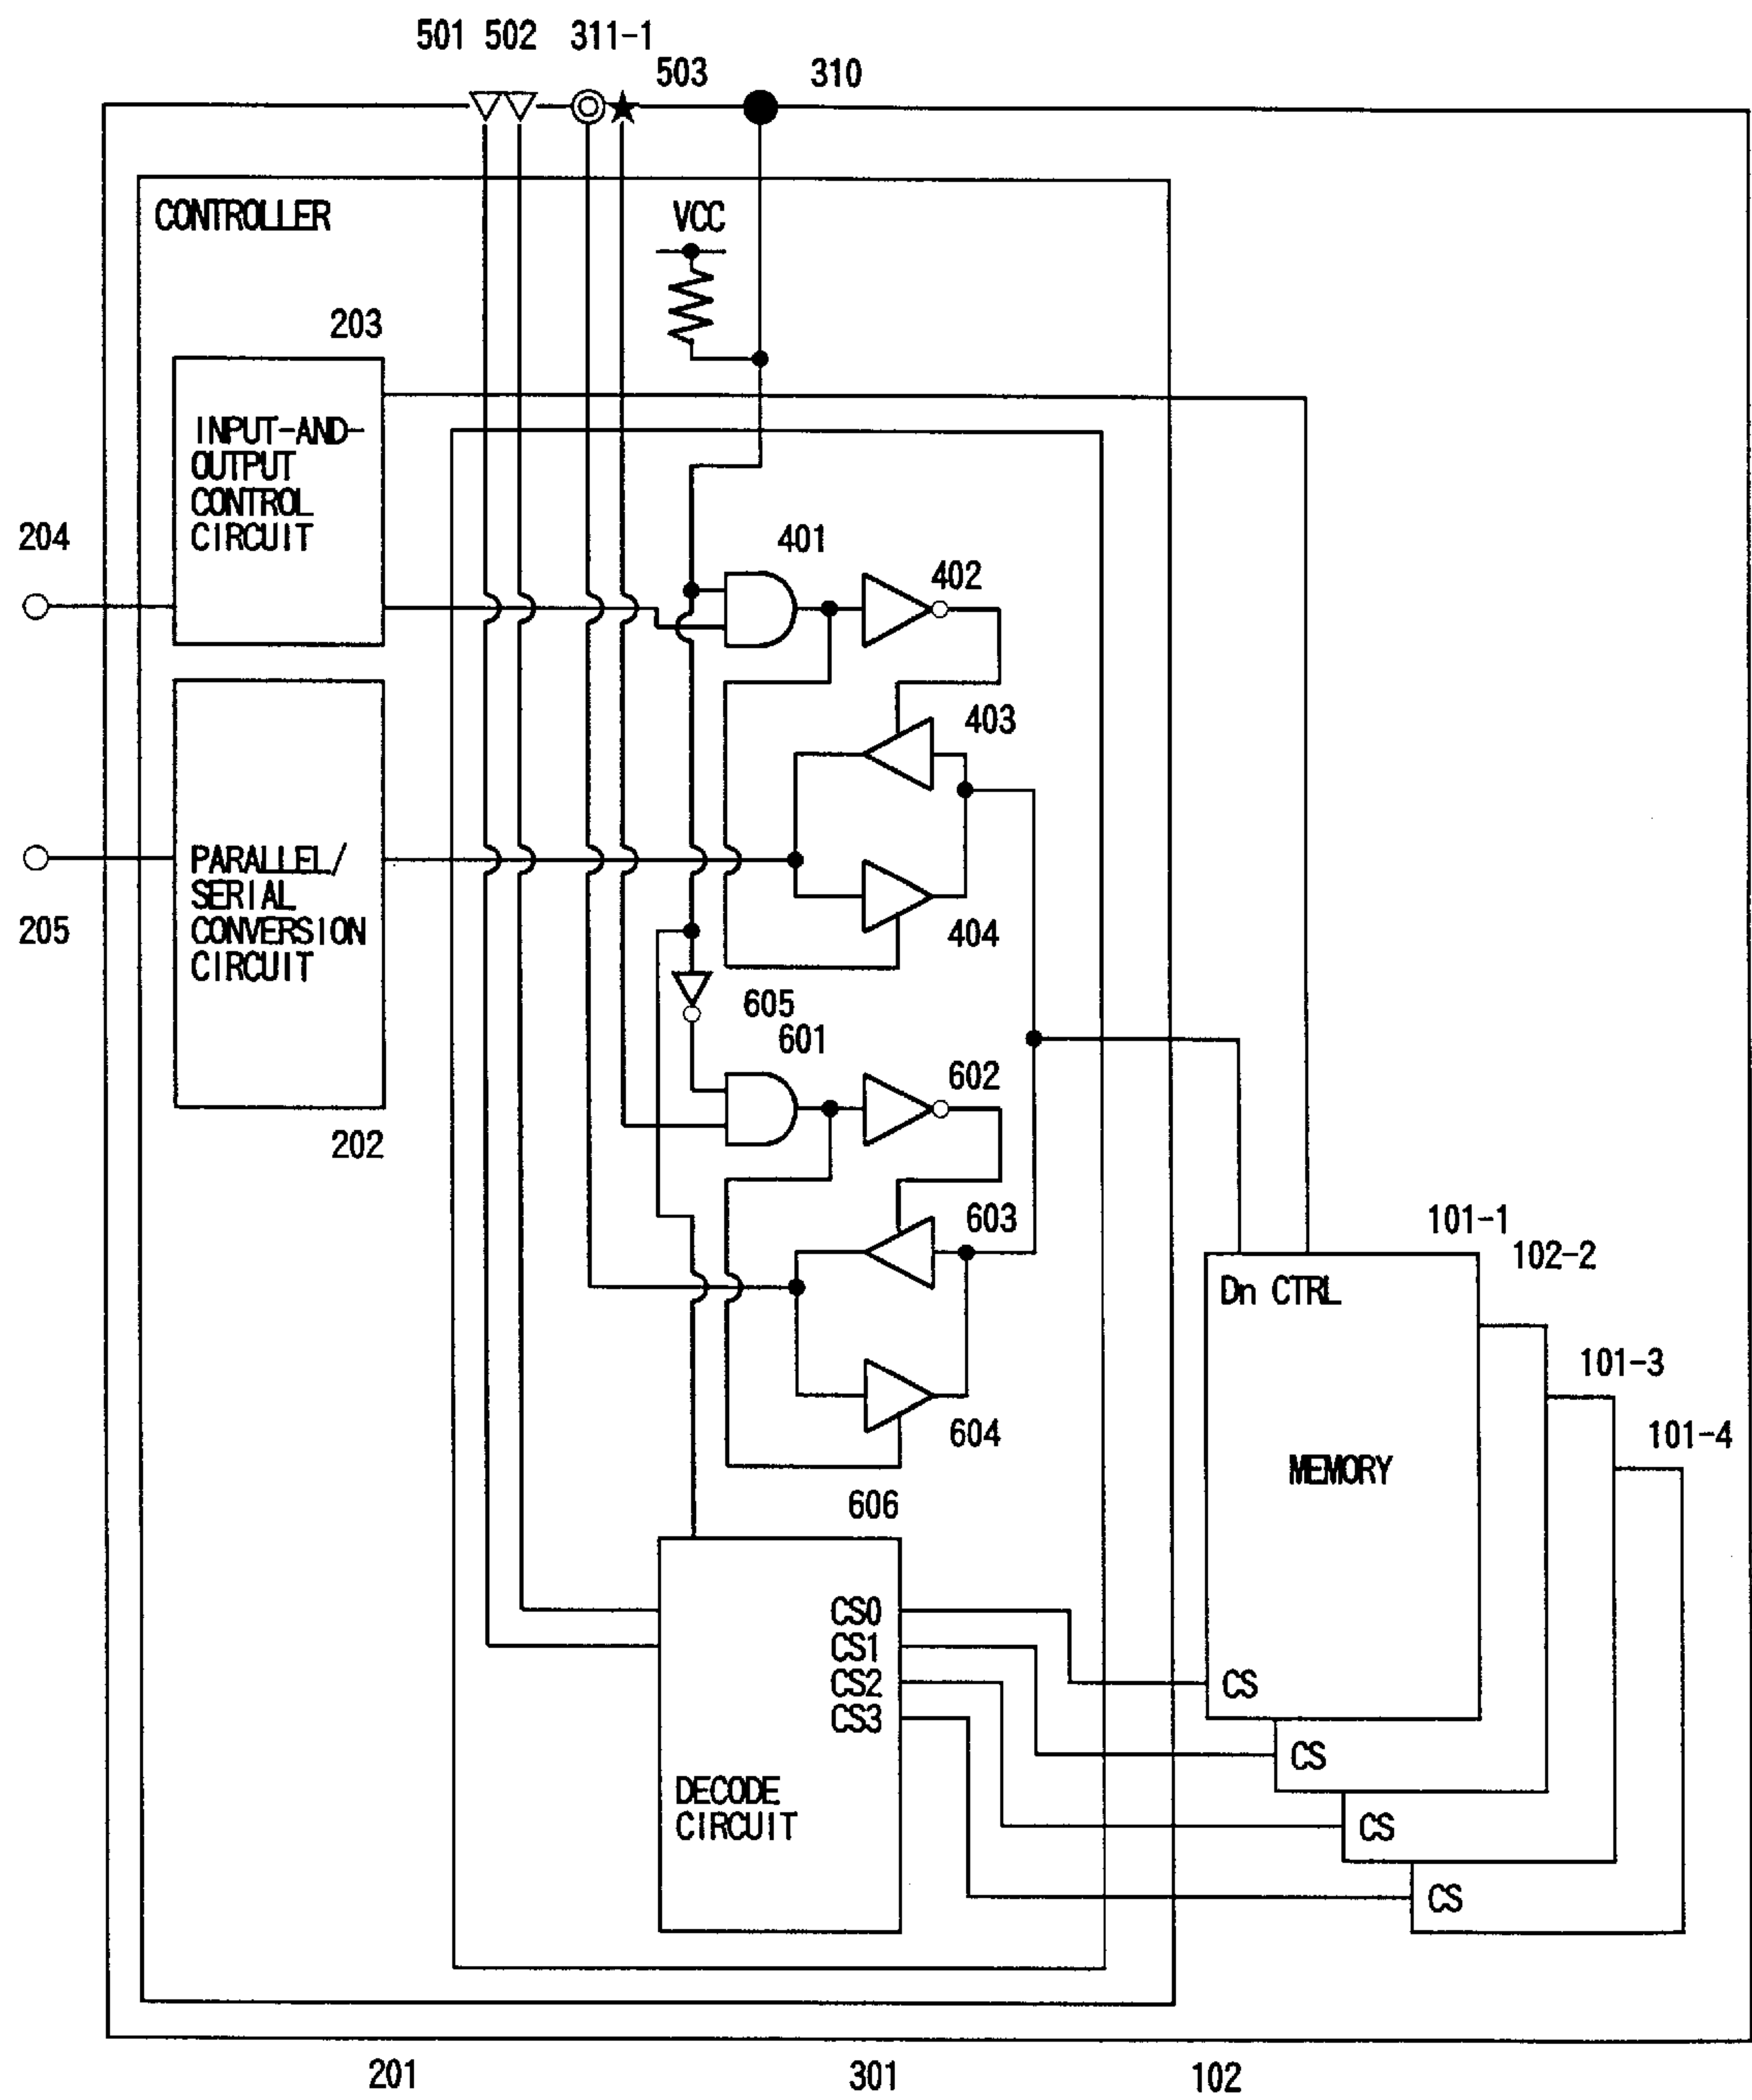 501 502 311-1
503 310
CONTROLLER
VCC
203
INPUT-AND-
OUTPUT
CONTROL
CIRCUIT
204
401
402
403
PARALLEL/
SERIAL
CONVERSION
CIRCUIT
205
404
605
601
602
202
603
101-1
102-2
Dn CTRL
101-3
101-4
604
MEMORY
606
CS0
CS1
CS2
CS3
CS
CS
DECODE
CIRCUIT
CS
CS
201 301 102